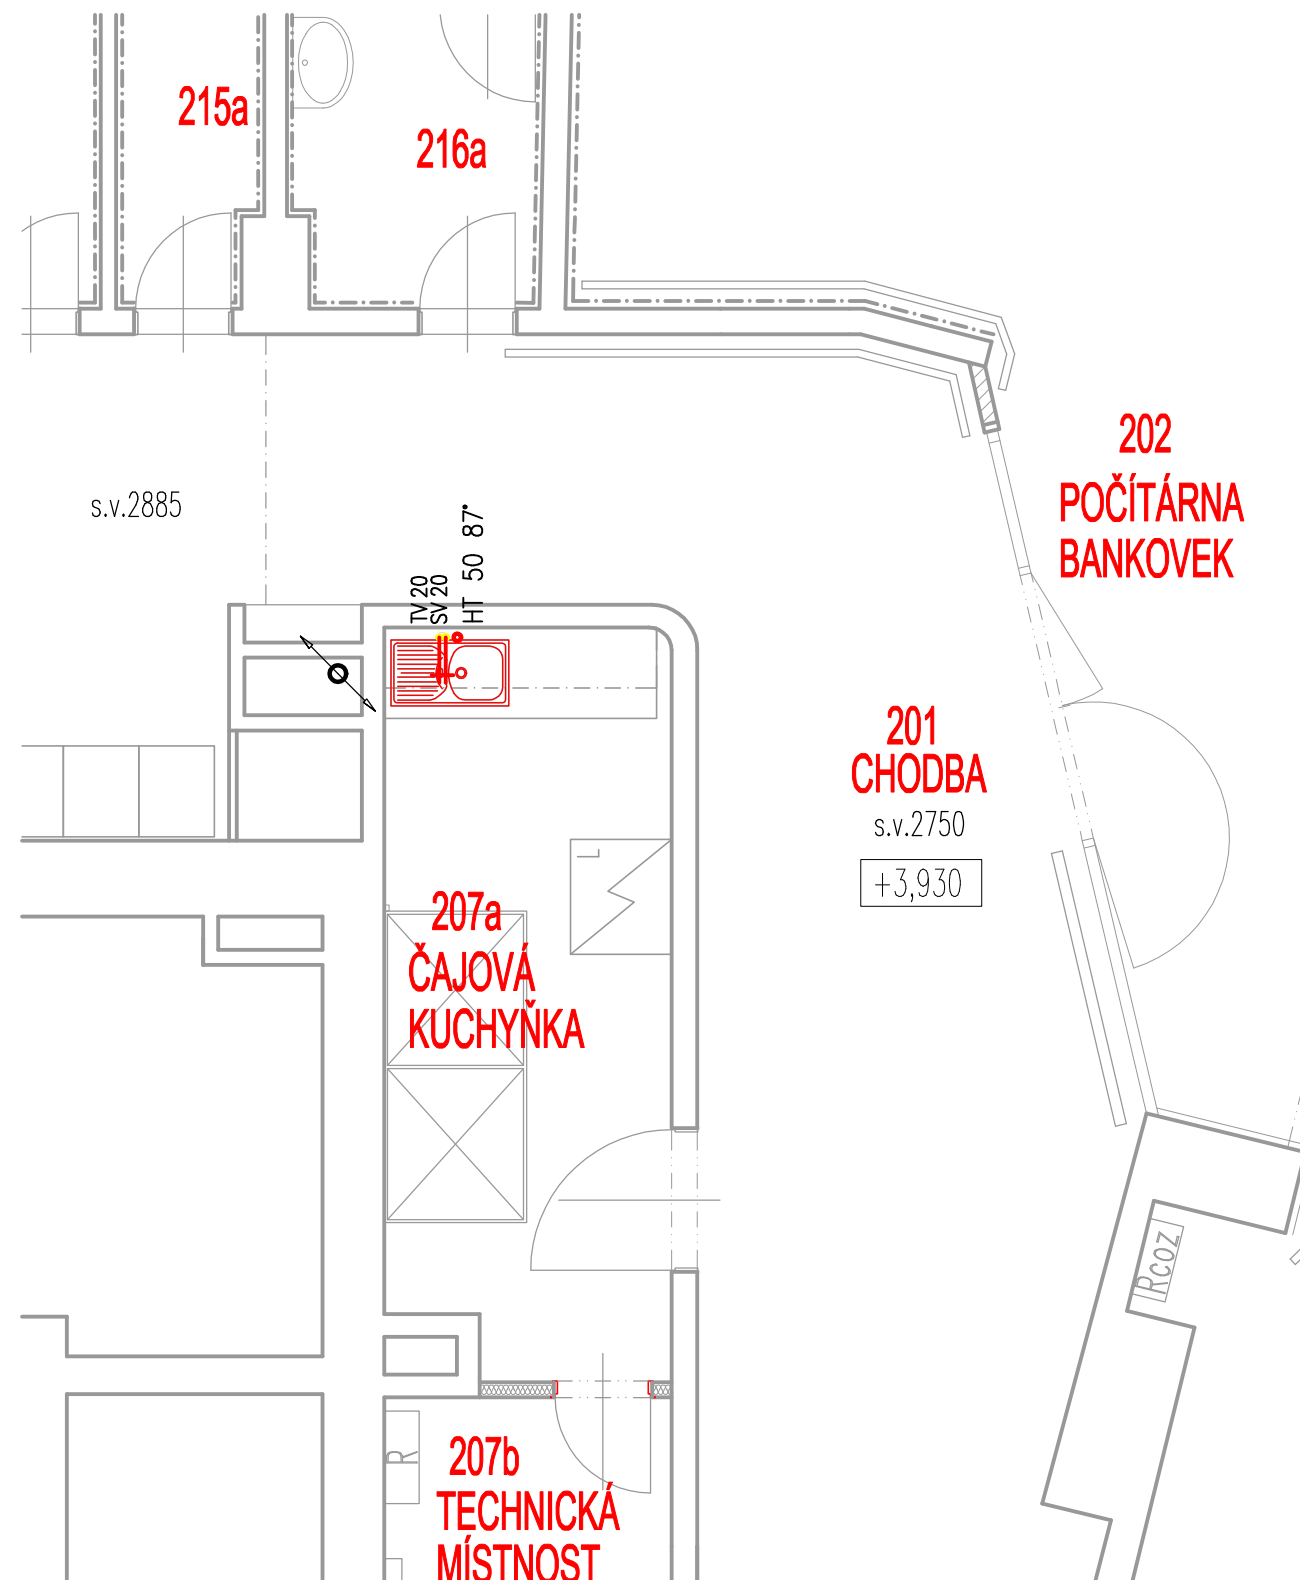 215a
216a
202
POČÍTÁRNA
BANKOVEK
s.v.2885
TV 20
SV 20
HT 50 87°
201
CHODBA
s.v.2750
+3,930
L
207a
ČAJOVÁ
KUCHYŇKA
Rcoz
R
207b
TECHNICKÁ
MÍSTNOST